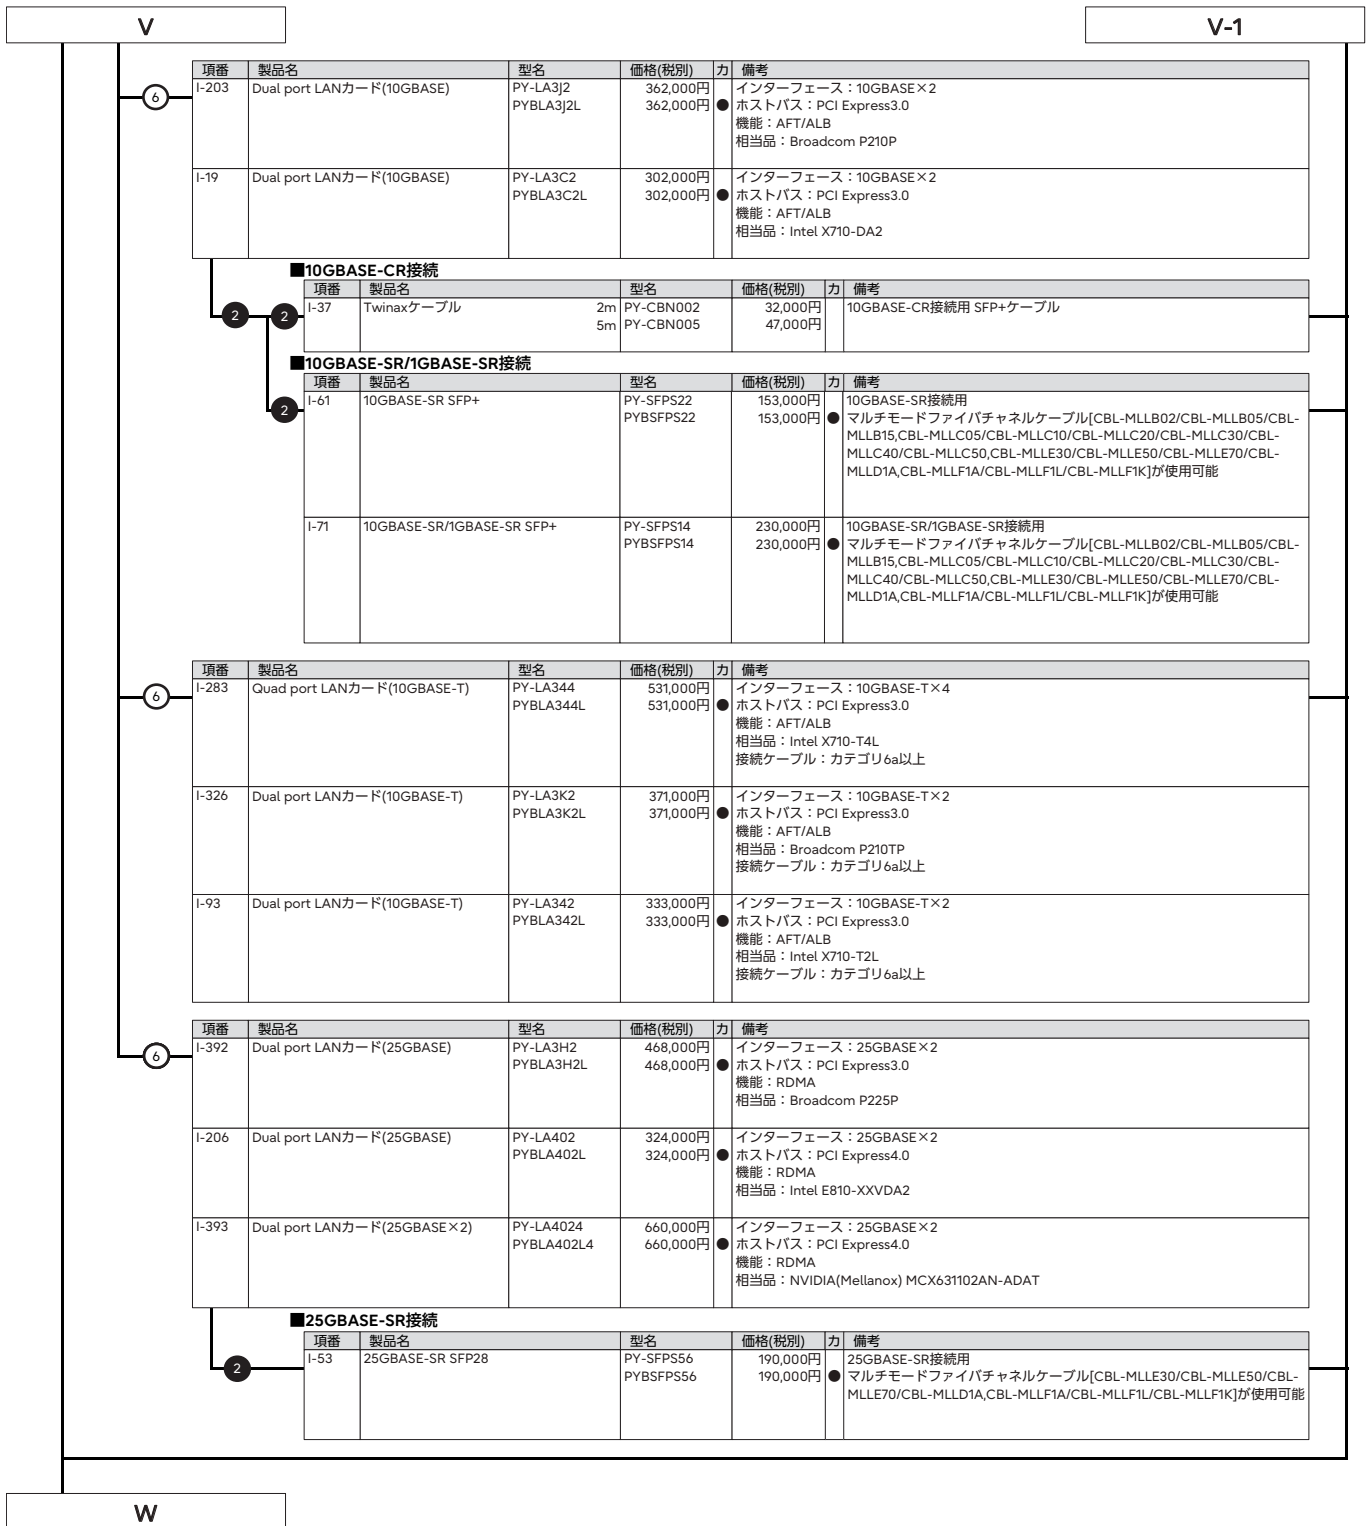 V
V-1
項番 製品名 型名 価格(税別) カ 備考
6
I-203 Dual port LANカード(10GBASE) PY-LA3J2 362,000円 インターフェース：10GBASE×2
PYBLA3J2L 362,000円 ● ホストバス：PCI Express3.0
機能：AFT/ALB
相当品：Broadcom P210P
I-19 Dual port LANカード(10GBASE) PY-LA3C2 302,000円 インターフェース：10GBASE×2
PYBLA3C2L 302,000円 ● ホストバス：PCI Express3.0
機能：AFT/ALB
相当品：Intel X710-DA2
■10GBASE-CR接続
項番 製品名 型名 価格(税別) カ 備考
2 2
I-37 Twinaxケーブル 2m PY-CBN002 32,000円 10GBASE-CR接続用 SFP+ケーブル
5m PY-CBN005 47,000円
■10GBASE-SR/1GBASE-SR接続
項番 製品名 型名 価格(税別) カ 備考
2
I-61 10GBASE-SR SFP+ PY-SFPS22 153,000円 10GBASE-SR接続用
PYBSFPS22 153,000円 ● マルチモードファイバチャネルケーブル[CBL-MLLB02/CBL-MLLB05/CBL-
MLLB15,CBL-MLLC05/CBL-MLLC10/CBL-MLLC20/CBL-MLLC30/CBL-
MLLC40/CBL-MLLC50,CBL-MLLE30/CBL-MLLE50/CBL-MLLE70/CBL-
MLLD1A,CBL-MLLF1A/CBL-MLLF1L/CBL-MLLF1K]が使用可能
I-71 10GBASE-SR/1GBASE-SR SFP+ PY-SFPS14 230,000円 10GBASE-SR/1GBASE-SR接続用
PYBSFPS14 230,000円 ● マルチモードファイバチャネルケーブル[CBL-MLLB02/CBL-MLLB05/CBL-
MLLB15,CBL-MLLC05/CBL-MLLC10/CBL-MLLC20/CBL-MLLC30/CBL-
MLLC40/CBL-MLLC50,CBL-MLLE30/CBL-MLLE50/CBL-MLLE70/CBL-
MLLD1A,CBL-MLLF1A/CBL-MLLF1L/CBL-MLLF1K]が使用可能
項番 製品名 型名 価格(税別) カ 備考
6
I-283 Quad port LANカード(10GBASE-T) PY-LA344 531,000円 インターフェース：10GBASE-T×4
PYBLA344L 531,000円 ● ホストバス：PCI Express3.0
機能：AFT/ALB
相当品：Intel X710-T4L
接続ケーブル：カテゴリ6a以上
I-326 Dual port LANカード(10GBASE-T) PY-LA3K2 371,000円 インターフェース：10GBASE-T×2
PYBLA3K2L 371,000円 ● ホストバス：PCI Express3.0
機能：AFT/ALB
相当品：Broadcom P210TP
接続ケーブル：カテゴリ6a以上
I-93 Dual port LANカード(10GBASE-T) PY-LA342 333,000円 インターフェース：10GBASE-T×2
PYBLA342L 333,000円 ● ホストバス：PCI Express3.0
機能：AFT/ALB
相当品：Intel X710-T2L
接続ケーブル：カテゴリ6a以上
項番 製品名 型名 価格(税別) カ 備考
6
I-392 Dual port LANカード(25GBASE) PY-LA3H2 468,000円 インターフェース：25GBASE×2
PYBLA3H2L 468,000円 ● ホストバス：PCI Express3.0
機能：RDMA
相当品：Broadcom P225P
I-206 Dual port LANカード(25GBASE) PY-LA402 324,000円 インターフェース：25GBASE×2
PYBLA402L 324,000円 ● ホストバス：PCI Express4.0
機能：RDMA
相当品：Intel E810-XXVDA2
I-393 Dual port LANカード(25GBASE×2) PY-LA4024 660,000円 インターフェース：25GBASE×2
PYBLA402L4 660,000円 ● ホストバス：PCI Express4.0
機能：RDMA
相当品：NVIDIA(Mellanox) MCX631102AN-ADAT
■25GBASE-SR接続
項番 製品名 型名 価格(税別) カ 備考
2
I-53 25GBASE-SR SFP28 PY-SFPS56 190,000円 25GBASE-SR接続用
PYBSFPS56 190,000円 ● マルチモードファイバチャネルケーブル[CBL-MLLE30/CBL-MLLE50/CBL-
MLLE70/CBL-MLLD1A,CBL-MLLF1A/CBL-MLLF1L/CBL-MLLF1K]が使用可能
W